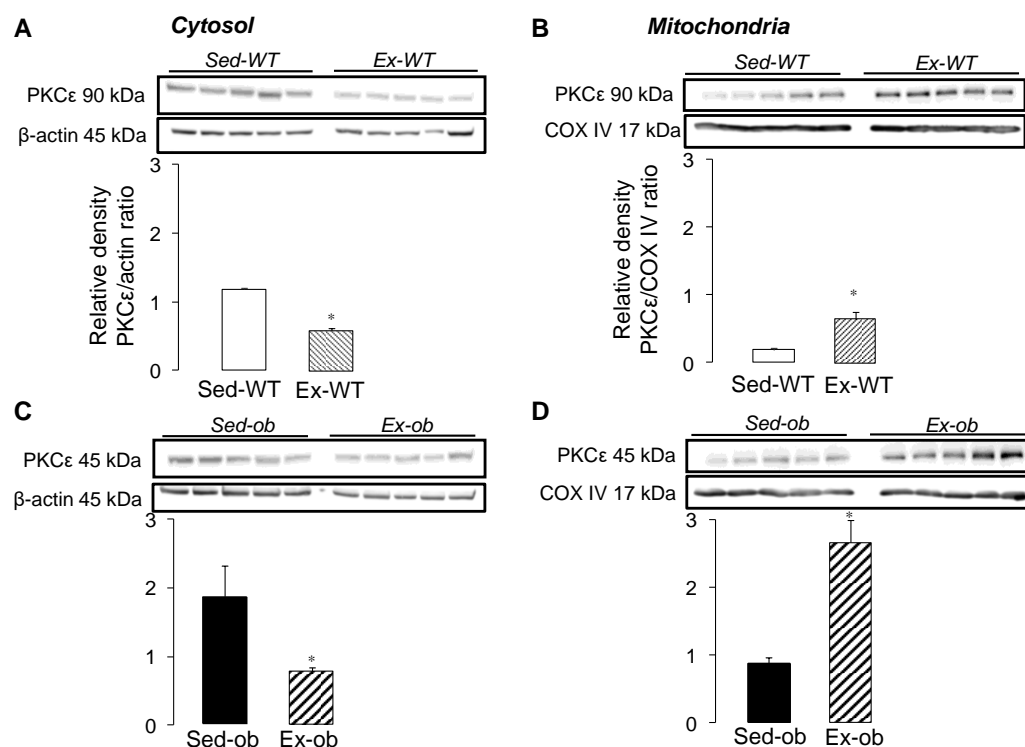 A
Cytosol
Sed-WT
Ex-WT
PKCε 90 kDa
β-actin 45 kDa
Relative density
PKCε/actin ratio
3
2
1
0
*
Sed-WT
Ex-WT
B
Mitochondria
Sed-WT
Ex-WT
PKCε 90 kDa
COX IV 17 kDa
Relative density
PKCε/COX IV ratio
3
2
1
0
*
Sed-WT
Ex-WT
C
Sed-ob
Ex-ob
PKCε 45 kDa
β-actin 45 kDa
3
2
1
0
*
Sed-ob
Ex-ob
D
Sed-ob
Ex-ob
PKCε 45 kDa
COX IV 17 kDa
3
2
1
0
*
Sed-ob
Ex-ob